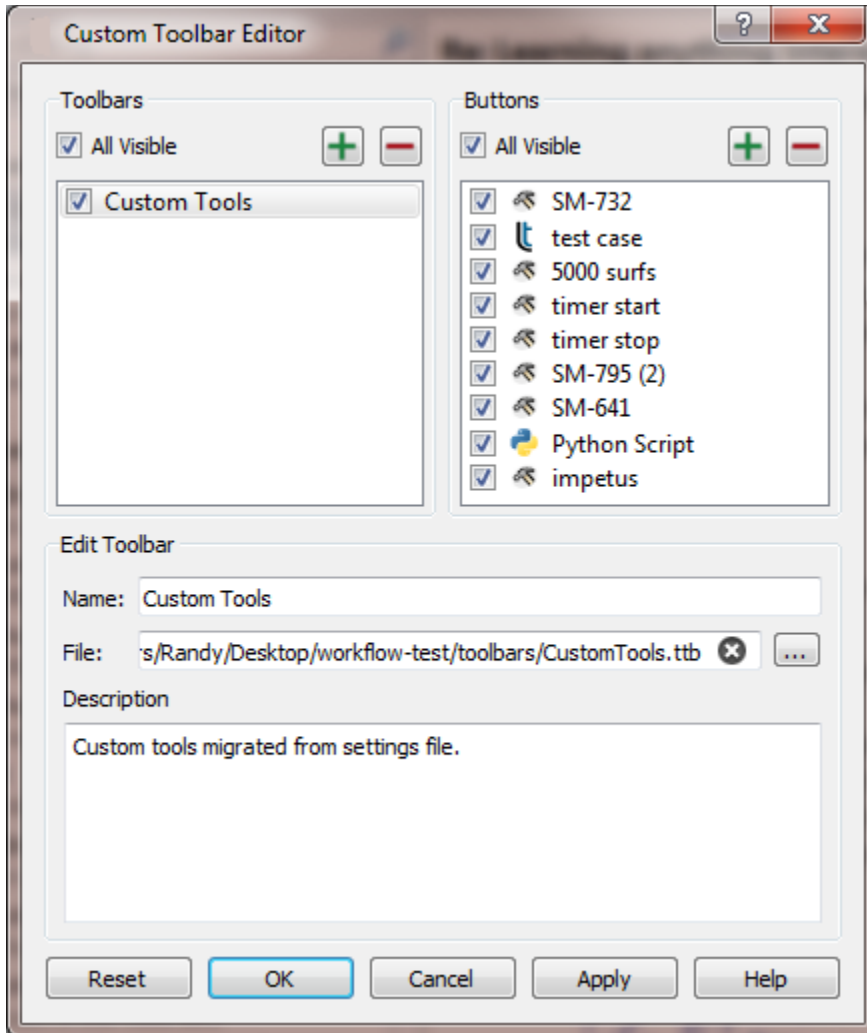 Custom Toolbar Editor
Toolbars
All Visible
Custom Tools
Buttons
All Visible
SM-732
test case
5000 surfs
timer start
timer stop
SM-795 (2)
SM-641
Python Script
impetus
Edit Toolbar
Name: Custom Tools
File: s/Randy/Desktop/workflow-test/toolbars/CustomTools.ttb ...
Description
Custom tools migrated from settings file.
Reset OK Cancel Apply Help